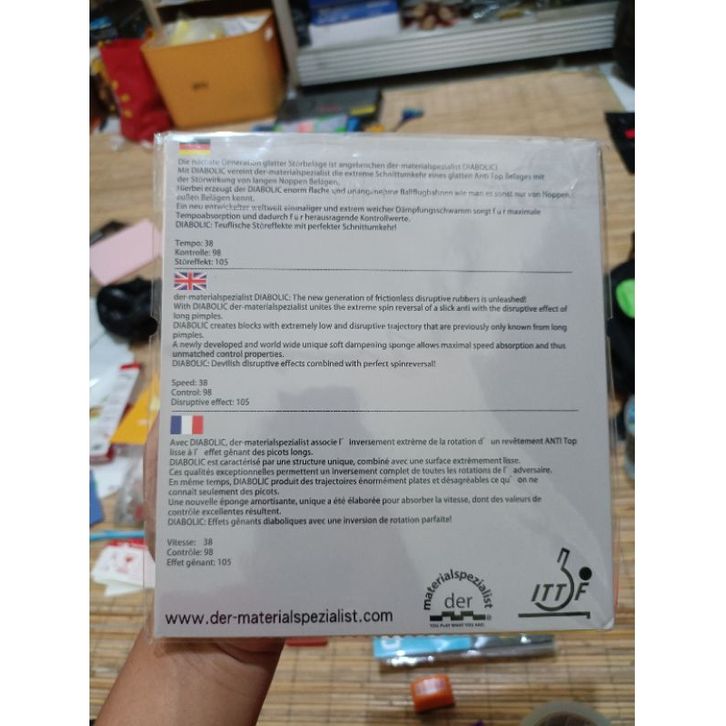 Die nächste Generation glatter Störbeläge ist angebrochen der-materialspezialist DIABOLIC!
Mit DIABOLIC vereint der-materialspezialist die extreme Schnittumkehr eines glatten Anti Top Belages mit
der Störwirkung von langen Noppen Belägen.
Hierbei erzeugt der DIABOLIC enorm flache und unangenehme Ballflugbahnen wie man es sonst nur von Noppen
außen Belägen kennt.
Ein neu entwickelter weltweit einmaliger und extrem weicher Dämpfungsschwamm sorgt f u r maximale
Tempoabsorption und dadurch f u r herausragende Kontrollwerte.
DIABOLIC: Teuflische Störeffekte mit perfekter Schnittumkehr!
Tempo: 38
Kontrolle: 98
Störeffekt: 105
der-materialspezialist DIABOLIC: The new generation of frictionless disruptive rubbers is unleashed!
With DIABOLIC der-materialspezialist unites the extreme spin reversal of a slick anti with the disruptive effect of
long pimples.
DIABOLIC creates blocks with extremely low and disruptive trajectory that are previously only known from long
pimples.
A newly developed and world wide unique soft dampening sponge allows maximal speed absorption and thus
unmatched control properties.
DIABOLIC: Devilish disruptive effects combined with perfect spinreversal!
Speed: 38
Control: 98
Disruptive effect: 105
Avec DIABOLIC, der-materialspezialist associe l´ inversement extrème de la rotation d´ un revêtement ANTI Top
lisse à l´ effet gênant des picots longs.
DIABOLIC est caractérisé par une structure unique, combiné avec une surface extrèmement lisse.
Ces qualités exceptionnelles permettent un inversement complet de toutes les rotations de l´ adversaire.
En même temps, DIABOLIC produit des trajectoires énormément plates et désagréables ce qu´ on ne
connaît seulement des picots.
Une nouvelle éponge amortisante, unique a été élaborée pour absorber la vitesse, dont des valeurs de
contrôle excellentes résultent.
DIABOLIC: Effets gênants diaboliques avec une inversion de rotation parfaite!
Vitesse: 38
Contrôle: 98
Effet gênant: 105
www.der-materialspezialist.com
materialspezialist
der
YOU PLAY WHAT YOU ARE!
ITTF